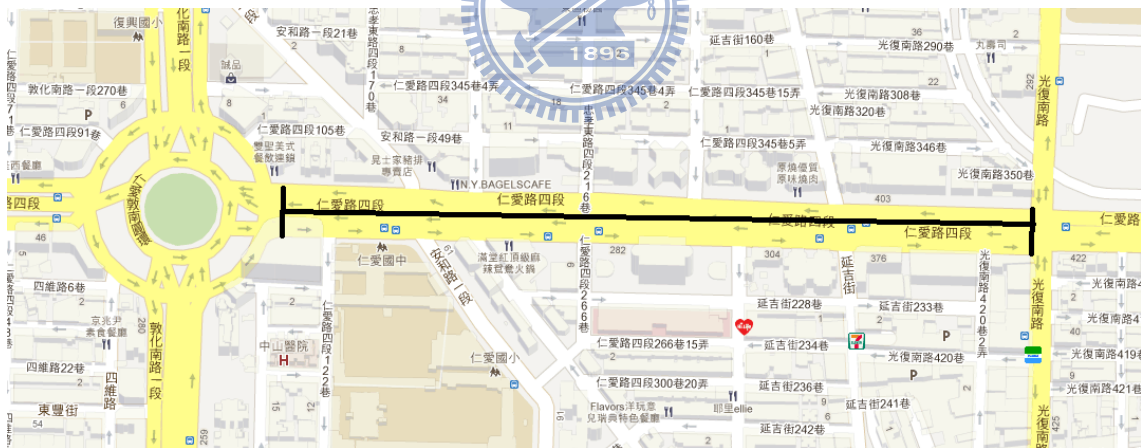 復興國小
化南路一段
安和路一段21巷
忠孝東路四段170巷
1896
延吉街160巷
光復南路290巷
丸壽司
292
光復南路
誠品
敦化南路一段270巷
仁愛路四段345巷4弄
仁愛路四段345巷4弄
仁愛路四段345巷15弄
光復南路308巷
光復南路320巷
仁愛路四段91巷
仁愛路四段105巷
安和路一段49巷
忠孝東路四段216巷
仁愛路四段345巷5弄
光復南路346巷
雙聖美式
餐飲連鎖
見士家豬排
專賣店
原燒優質
原味燒肉
光復南路350巷
西餐廳
N.Y.BAGELSCAFE
403
路四段
仁愛敦南圓環
仁愛路四段
仁愛路四段
仁愛路四段
仁愛路四段
仁愛路
仁愛國中
安和路一段
滿堂紅頂級麻
辣鴛鴦火鍋
仁愛路四段266巷
282
304
延吉街
376
光復南路420巷2弄
422
四維路6巷
仁愛路四段122巷
延吉街228巷
延吉街233巷
光復南路
京兆尹
素食餐廳
敦化南路一段
中山醫院
仁愛國小
仁愛路四段266巷15弄
延吉街234巷
光復南路420巷
光復南路419巷
四維路22巷
四維路
仁愛路四段300巷20弄
延吉街236巷
光復南路421巷
東豐街
Flavors洋玩意
兒瑞典特色餐廳
耶里ellie
延吉街241巷
延吉街242巷
光復南路
259
425